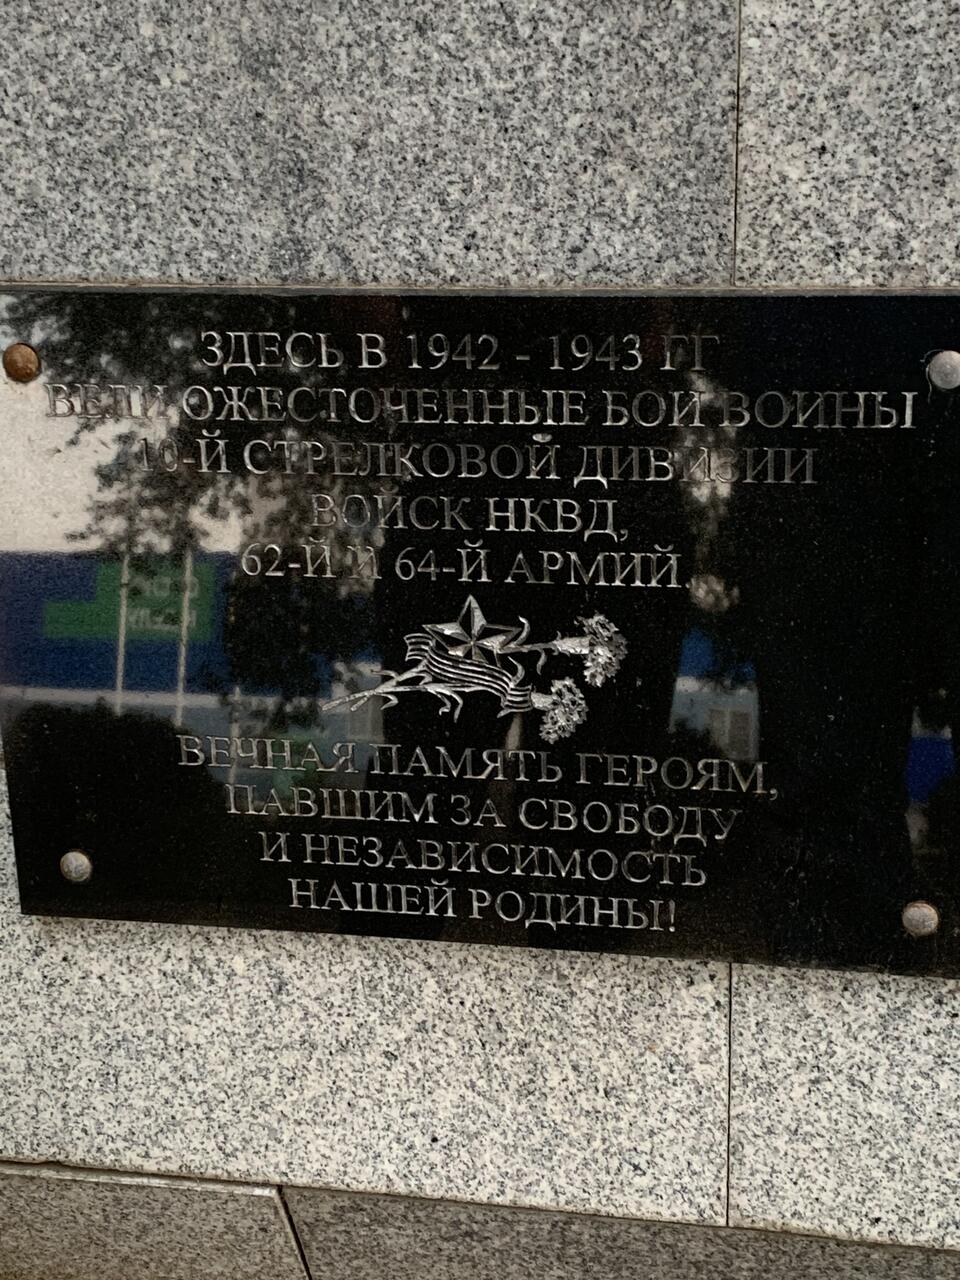 ЗДЕСЬ В 1942 - 1943 ГГ
ВЕЛИ ОЖЕСТОЧЕННЫЕ БОИ ВОИНЫ
10-Й СТРЕЛКОВОЙ ДИВИЗИИ
ВОЙСК НКВД,
62-Й И 64-Й АРМИЙ.
ВЕЧНАЯ ПАМЯТЬ ГЕРОЯМ,
ПАВШИМ ЗА СВОБОДУ
И НЕЗАВИСИМОСТЬ
НАШЕЙ РОДИНЫ!